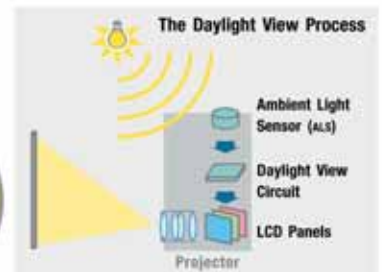 The Daylight View Process
Ambient Light
Sensor (ALS)
Daylight View
Circuit
LCD Panels
Projector